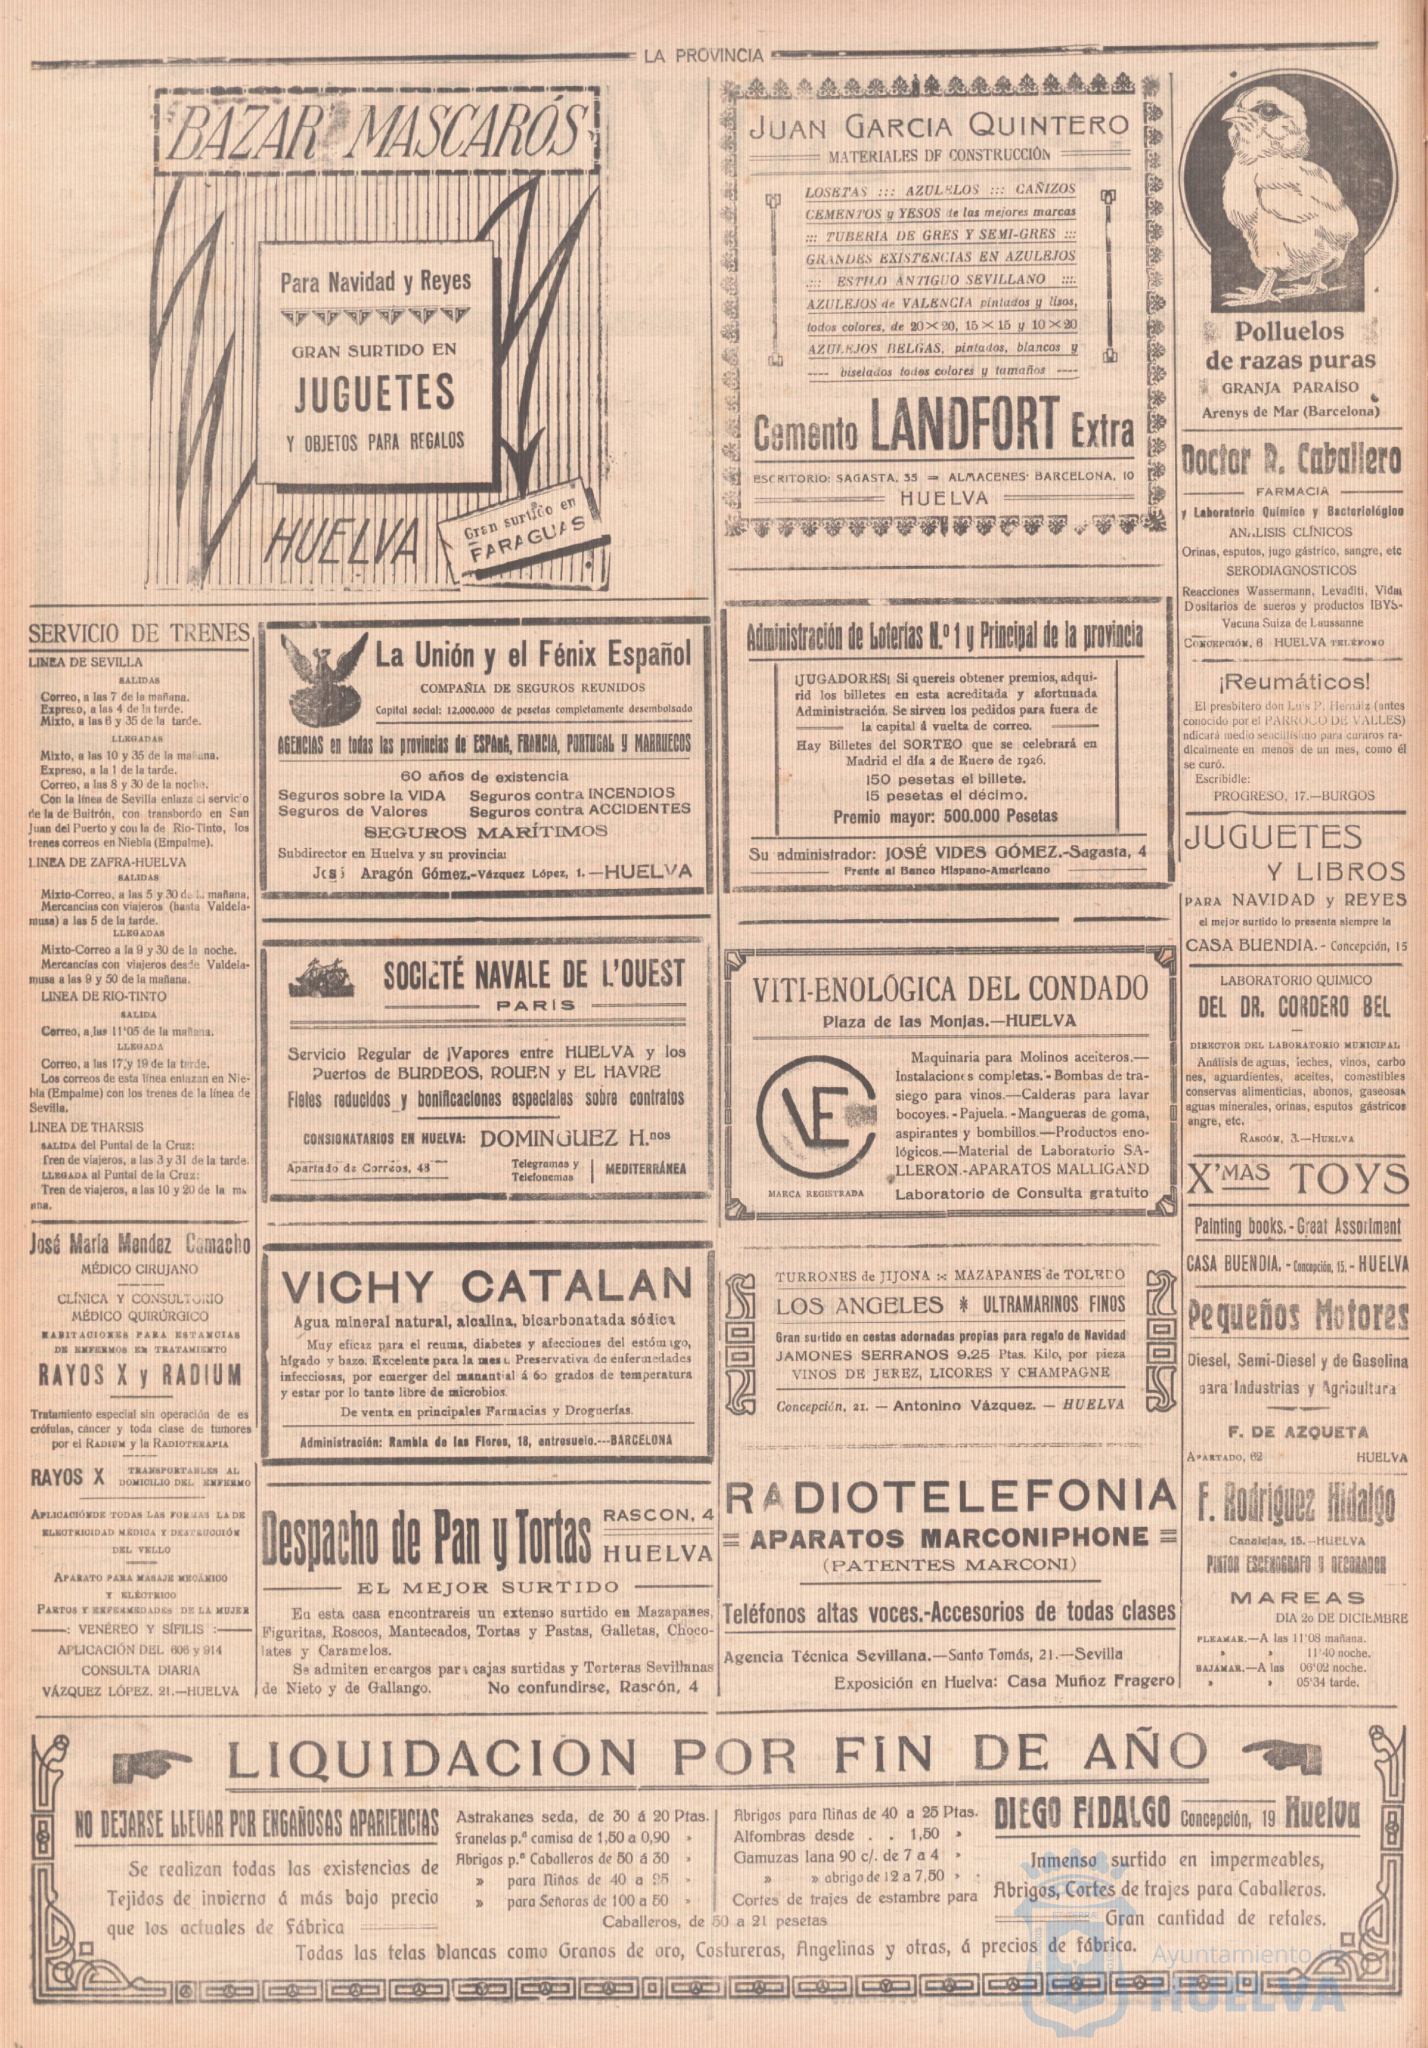 LA PROVINCIA
BAZAR MASCARÓS
Para Navidad y Reyes
GRAN SURTIDO EN
JUGUETES
Y OBJETOS PARA REGALOS
HUELVA
Gran surtido en
FARAGUAS
JUAN GARCIA QUINTERO
MATERIALES DF CONSTRUCCIÓN
LOSETAS ::: AZULELOS ::: CAÑIZOS
CEMENTOS y YESOS de las mejores marcas
::: TUBERIA DE GRES Y SEMI-GRES :::
GRANDES EXISTENCIAS EN AZULEJOS
.::: ESTILO ANTIGUO SEVILLANO :::.
AZULEJOS de VALENCIA pintados y lisos,
todos colores, de 20×20, 15×15 y 10×20
AZULEJOS BELGAS, pintados, blancos y
---- biselados todos colores y tamaños ----
Cemento LANDFORT Extra
ESCRITORIO: SAGASTA, 35 = ALMACENES· BARCELONA, 10
HUELVA
Polluelos
de razas puras
GRANJA PARAÍSO
Arenys de Mar (Barcelona)
Doctor R. Caballero
FARMACIA
y Laboratorio Químico y Bacteriológico
ANALISIS CLÍNICOS
Orinas, esputos, jugo gástrico, sangre, etc
SERODIAGNOSTICOS
Reacciones Wassermann, Levaditi, Vidal
Dositarios de sueros y productos IBYS-
Vacuna Suiza de Laussanne
CONCEPCIÓN, 6 HUELVA TELÉFONO
¡Reumáticos!
El presbítero don Luis P. Hernáiz (antes
conocido por el PARROCO DE VALLES)
ndicará medio sencillísimo para curaros ra-
dicalmente en menos de un mes, como él
se curó.
Escribidle:
PROGRESO, 17.—BURGOS
JUGUETES
Y LIBROS
PARA NAVIDAD y REYES
el mejor surtido lo presenta siempre la
CASA BUENDIA.- Concepción, 15
LABORATORIO QUIMICO
DEL DR. CORDERO BEL
DIRECTOR DEL LABORATORIO MUNICIPAL
Análisis de aguas, leches, vinos, carbo
nes, aguardientes, aceites, comestibles
conservas alimenticias, abonos, gaseosas
aguas minerales, orinas, esputos gástricos
angre, etc.
RASCÓN, 3.—HUELVA
X'MAS TOYS
Painting books.- Great Assortment
CASA BUENDIA. - Concepción, 15. - HUELVA
Pequeños Motores
Diesel, Semi-Diesel y de Gasolina
para Industrias y Agricultura
F. DE AZQUETA
APARTADO, 62 HUELVA
F. Rodríguez Hidalgo
Canalejas, 15.—HUELVA
PINTOR ESCENOGRAFO Y DECORADOR
MAREAS
DIA 20 DE DICIEMBRE
PLEAMAR.—A las 11'08 mañana.
» » 11'40 noche.
BAJAMAR.—A las 06'02 noche.
» » 05'34 tarde.
SERVICIO DE TRENES
LINEA DE SEVILLA
SALIDAS
Correo, a las 7 de la mañana.
Expreso, a las 4 de la tarde.
Mixto, a las 6 y 35 de la tarde.
LLEGADAS
Mixto, a las 10 y 35 de la mañana.
Expreso, a la 1 de la tarde.
Correo, a las 8 y 30 de la noche.
Con la línea de Sevilla enlaza el servicio
de la de Buitrón, con transbordo en San
Juan del Puerto y con la de Rio-Tinto, los
trenes correos en Niebla (Empalme).
LINEA DE ZAFRA-HUELVA
SALIDAS
Mixto-Correo, a las 5 y 30 de la mañana.
Mercancías con viajeros (hasta Valdela-
musa) a las 5 de la tarde.
LLEGADAS
Mixto-Correo a la 9 y 30 de la noche.
Mercancías con viajeros desde Valdela-
musa a las 9 y 50 de la mañana.
LINEA DE RIO-TINTO
SALIDA
Correo, a las 11'05 de la mañana.
LLEGADA
Correo, a las 17 y 19 de la tarde.
Los correos de esta línea enlazan en Nie-
bla (Empalme) con los trenes de la línea de
Sevilla.
LINEA DE THARSIS
SALIDA del Puntal de la Cruz:
Tren de viajeros, a las 3 y 31 de la tarde.
LLEGADA al Puntal de la Cruz:
Tren de viajeros, a las 10 y 20 de la ma
ana.
José María Mendez Camacho
MÉDICO CIRUJANO
CLÍNICA Y CONSULTORIO
MÉDICO QUIRÚRGICO
HABITACIONES PARA ESTANCIAS
DE ENFERMOS EN TRATAMIENTO
RAYOS X y RADIUM
Tratamiento especial sin operación de es
crófulas, cáncer y toda clase de tumores
por el RADIUM y la RADIOTERAPIA
RAYOS X TRANSPORTABLES AL
DOMICILIO DEL ENFERMO
APLICACIÓNDE TODAS LAS FORMAS LA DE
ELECTRICIDAD MÉDICA Y DESTRUCCIÓN
DEL VELLO
APARATO PARA MASAJE MECÁNICO
Y ELÉCTRICO
PARTOS Y ENFERMEDADES DE LA MUJER
: VENÉREO Y SÍFILIS :
APLICACIÓN DEL 606 y 914
CONSULTA DIARIA
VÁZQUEZ LÓPEZ. 21.—HUELVA
La Unión y el Fénix Español
COMPAÑIA DE SEGUROS REUNIDOS
Capital social: 12.000.000 de pesetas completamente desembolsado
AGENCIAS en todas las provincias de ESPAÑA, FRANCIA, PORTUGAL Y MARRUECOS
60 años de existencia
Seguros sobre la VIDA Seguros contra INCENDIOS
Seguros de Valores Seguros contra ACCIDENTES
SEGUROS MARÍTIMOS
Subdirector en Huelva y su provincia:
José Aragón Gómez.-Vázquez López, 1.—HUELVA
SOCIETÉ NAVALE DE L'OUEST
PARÍS
Servicio Regular de ¡Vapores entre HUELVA y los
Puertos de BURDEOS, ROUEN y EL HAVRE
Fletes reducidos y bonificaciones especiales sobre contratos
CONSIGNATARIOS EN HUELVA: DOMINGUEZ H.nos
Apartado de Correos, 48
Telegramas y
Telefonemas
MEDITERRÁNEA
VICHY CATALAN
Agua mineral natural, alcalina, bicarbonatada sódica
Muy eficaz para el reuma, diabetes y afecciones del estómago,
hígado y bazo. Excelente para la mesa. Preservativa de enfermedades
infecciosas, por emerger del manantial á 60 grados de temperatura
y estar por lo tanto libre de microbios.
De venta en principales Farmacias y Droguerías.
Administración: Rambla de las Flores, 18, entresuelo.---BARCELONA
Despacho de Pan y Tortas
RASCON, 4
HUELVA
EL MEJOR SURTIDO
En esta casa encontrareis un extenso surtido en Mazapanes,
Figuritas, Roscos, Mantecados, Tortas y Pastas, Galletas, Choco-
lates y Caramelos.
Se admiten encargos para cajas surtidas y Torteras Sevillanas
de Nieto y de Gallango. No confundirse, Rascón, 4
Administración de Loterías N.º 1 y Principal de la provincia
¡JUGADORES¡ Si quereis obtener premios, adqui-
rid los billetes en esta acreditada y afortunada
Administración. Se sirven los pedidos para fuera de
la capital á vuelta de correo.
Hay Billetes del SORTEO que se celebrará en
Madrid el día 2 de Enero de 1926.
150 pesetas el billete.
15 pesetas el décimo.
Premio mayor: 500.000 Pesetas
Su administrador: JOSÉ VIDES GÓMEZ.-Sagasta, 4
Frente al Banco Hispano-Americano
VITI-ENOLÓGICA DEL CONDADO
Plaza de las Monjas.—HUELVA
VE
MARCA REGISTRADA
Maquinaria para Molinos aceiteros.—
Instalaciones completas. - Bombas de tra-
siego para vinos.—Calderas para lavar
bocoyes. - Pajuela. - Mangueras de goma,
aspirantes y bombillos.—Productos eno-
lógicos.—Material de Laboratorio SA-
LLERON.-APARATOS MALLIGAND
Laboratorio de Consulta gratuito
TURRONES de JIJONA :-: MAZAPANES de TOLEDO
LOS ANGELES * ULTRAMARINOS FINOS
Gran surtido en cestas adornadas propias para regalo de Navidad
JAMONES SERRANOS 9.25 Ptas. Kilo, por pieza
VINOS DE JEREZ, LICORES Y CHAMPAGNE
Concepción, 21. — Antonino Vázquez. — HUELVA
RADIOTELEFONIA
APARATOS MARCONIPHONE
(PATENTES MARCONI)
Teléfonos altas voces.-Accesorios de todas clases
Agencia Técnica Sevillana.—Santo Tomás, 21.—Sevilla
Exposición en Huelva: Casa Muñoz Fragero
LIQUIDACION POR FIN DE AÑO
NO DEJARSE LLEVAR POR ENGAÑOSAS APARIENCIAS
Se realizan todas las existencias de
Tejidos de invierno á más bajo precio
que los actuales de Fábrica
Astrakanes seda, de 30 á 20 Ptas.
Franelas p.ª camisa de 1,50 a 0,90 »
Abrigos p.ª Caballeros de 50 á 30 »
» para Niños de 40 a 25 »
» para Señoras de 100 a 50 »
Abrigos para Niñas de 40 a 25 Ptas.
Alfombras desde . . 1,50 »
Gamuzas lana 90 c/. de 7 a 4 »
» » abrigo de 12 a 7,50 »
Cortes de trajes de estambre para
Caballeros, de 50 a 21 pesetas
DIEGO FIDALGO Concepción, 19 Huelva
Inmenso surtido en impermeables,
Abrigos, Cortes de trajes para Caballeros.
Gran cantidad de retales.
Todas las telas blancas como Granos de oro, Costureras, Angelinas y otras, á precios de fábrica.
Ayuntamiento de
HUELVA